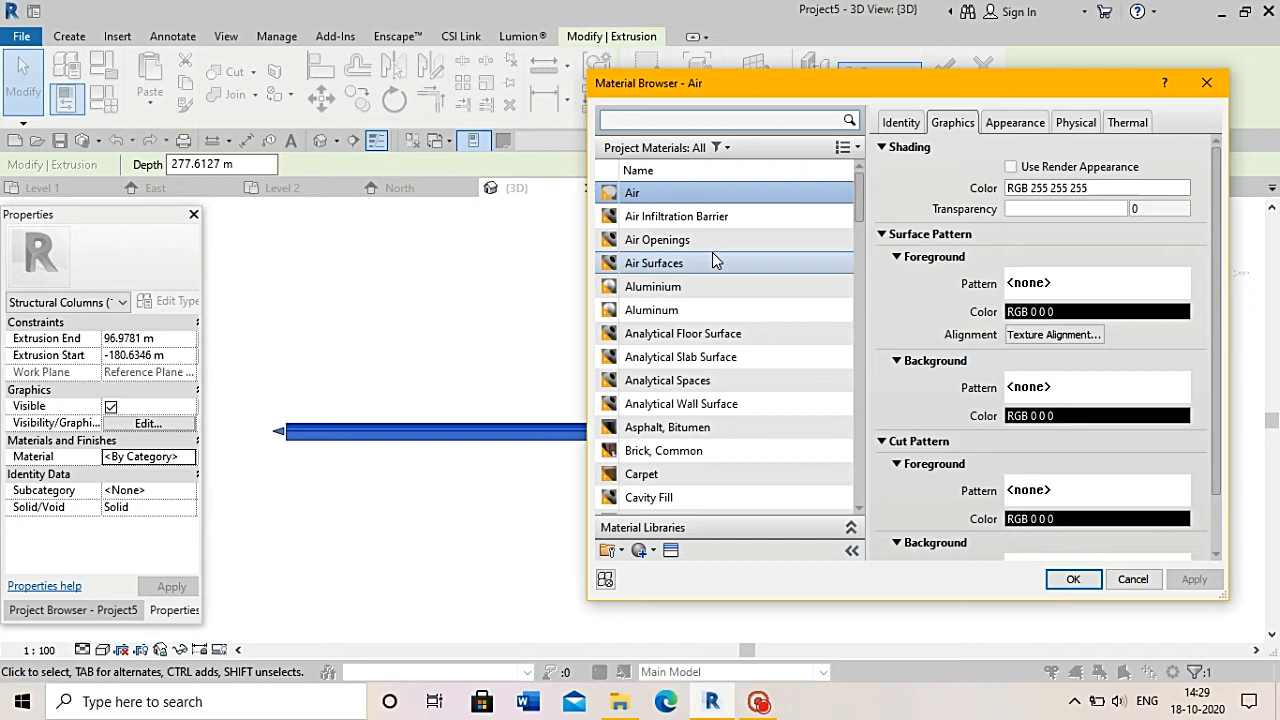 Project5 - 3D View: {3D}
Sign In
File Create Insert Annotate View Manage Add-Ins Enscape™ CSI Link Lumion® Modify | Extrusion
Modify
Paste
Cut
Join
Modify | Extrusion
Depth 277.6127 m
Level 1
East
Level 2
North
{3D}
Properties
Structural Columns (
Edit Type
Constraints
Extrusion End 96.9781 m
Extrusion Start -180.6346 m
Work Plane Reference Plane ...
Graphics
Visible
Visibility/Graphi... Edit...
Materials and Finishes
Material <By Category>
Identity Data
Subcategory <None>
Solid/Void Solid
Properties help
Apply
Project Browser - Project5
Properties
Material Browser - Air
Project Materials: All
Name
Air
Air Infiltration Barrier
Air Openings
Air Surfaces
Aluminium
Aluminum
Analytical Floor Surface
Analytical Slab Surface
Analytical Spaces
Analytical Wall Surface
Asphalt, Bitumen
Brick, Common
Carpet
Cavity Fill
Material Libraries
Identity Graphics Appearance Physical Thermal
Shading
Use Render Appearance
Color RGB 255 255 255
Transparency 0
Surface Pattern
Foreground
Pattern <none>
Color RGB 0 0 0
Alignment Texture Alignment...
Background
Pattern <none>
Color RGB 0 0 0
Cut Pattern
Foreground
Pattern <none>
Color RGB 0 0 0
Background
OK
Cancel
Apply
1 : 100
Click to select, TAB for alternates, CTRL adds, SHIFT unselects.
:0
Main Model
:1
Type here to search
ENG
14:29
18-10-2020